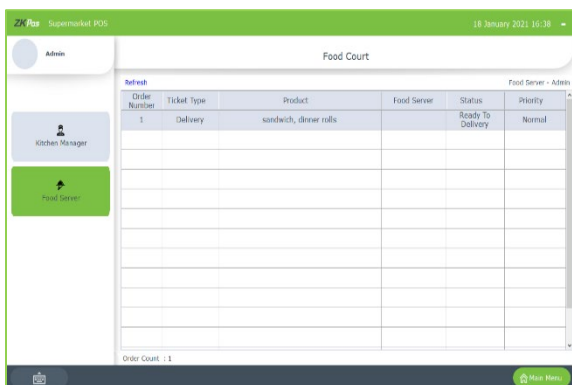 ZKPos Supermarket POS 18 January 2021 16:38
Admin
Food Court
Refresh Food Server - Admin
Order Number Ticket Type Product Food Server Status Priority
1 Delivery sandwich, dinner rolls Ready To Delivery Normal
Kitchen Manager
Food Server
Order Count : 1
Main Menu